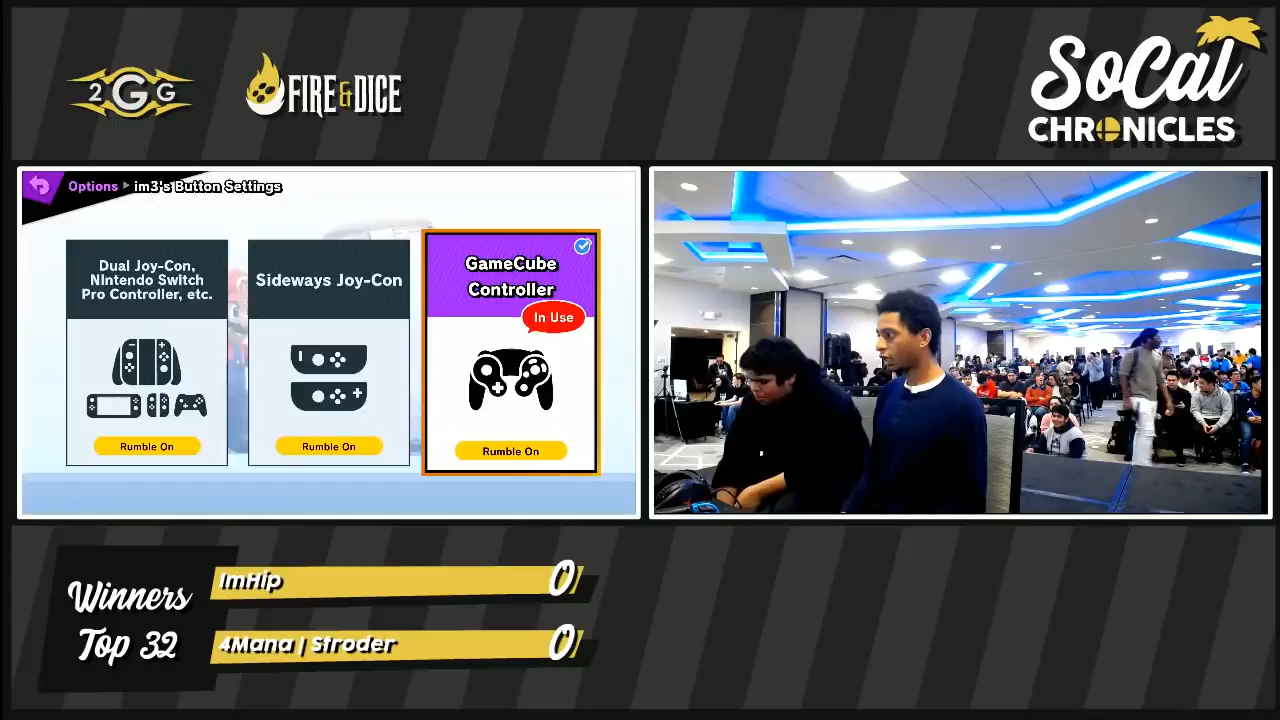 2GG
FIRE & DICE
SoCal
CHRONICLES
Options ▸ im3's Button Settings
Dual Joy-Con,
Nintendo Switch
Pro Controller, etc.
Rumble On
Sideways Joy-Con
Rumble On
GameCube
Controller
In Use
Rumble On
Winners
Top 32
ImHip 0
4Mana | Stroder 0